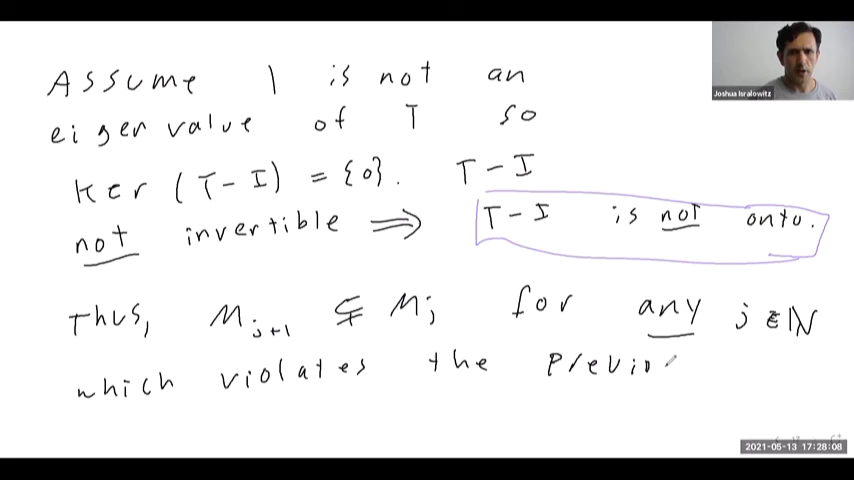 Joshua Isralowitz
Assume 1 is not an
eigenvalue of T so
Ker (T-I) = {0}. T-I
not invertible ⟹ T-I is not onto.
Thus, M_{j+1} ⊊ M_j for any j∈ℕ
which violates the previo
2021-05-13 17:28:08